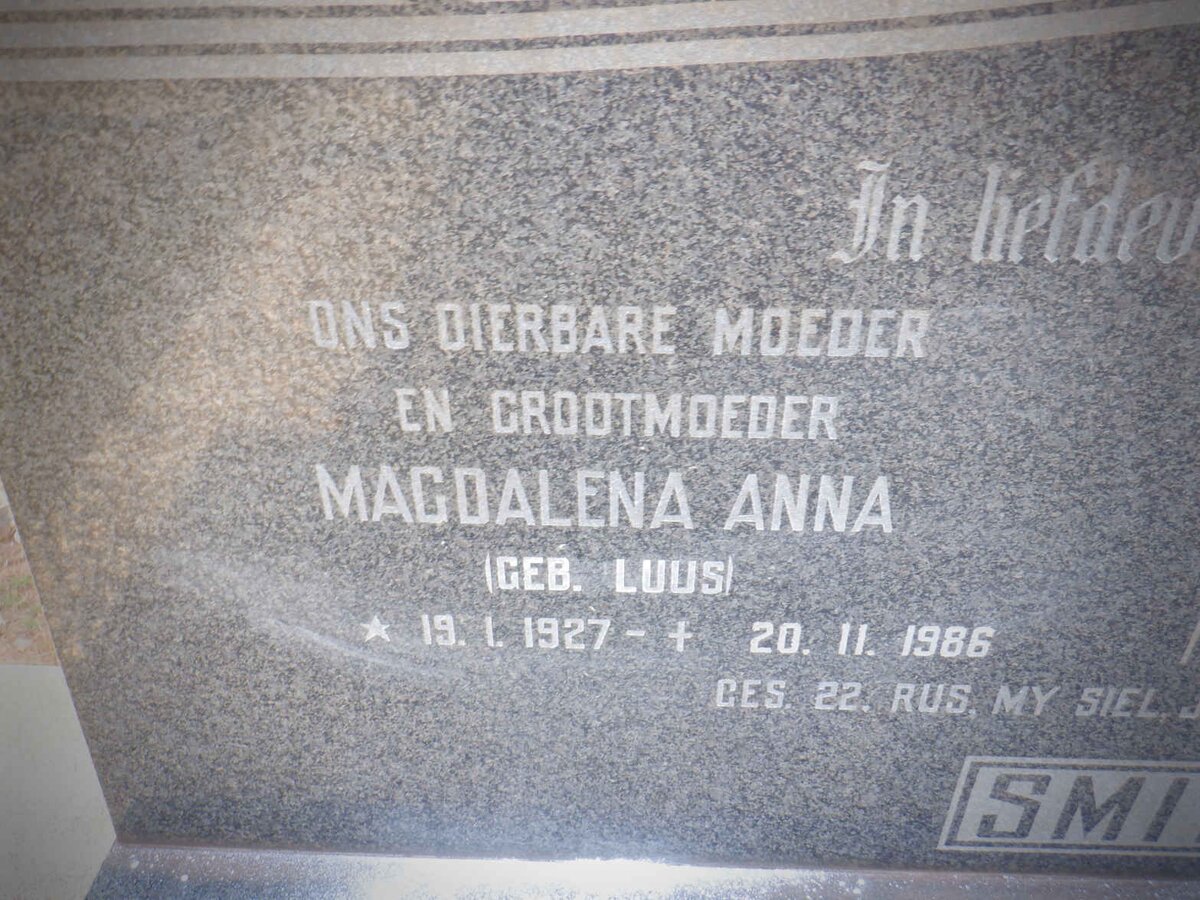 In liefdev
ONS DIERBARE MOEDER
EN GROOTMOEDER
MAGDALENA ANNA
(GEB. LUUS)
★ 19. 1. 1927 - † 20. 11. 1986
GES. 22. RUS, MY SIEL.
SMI